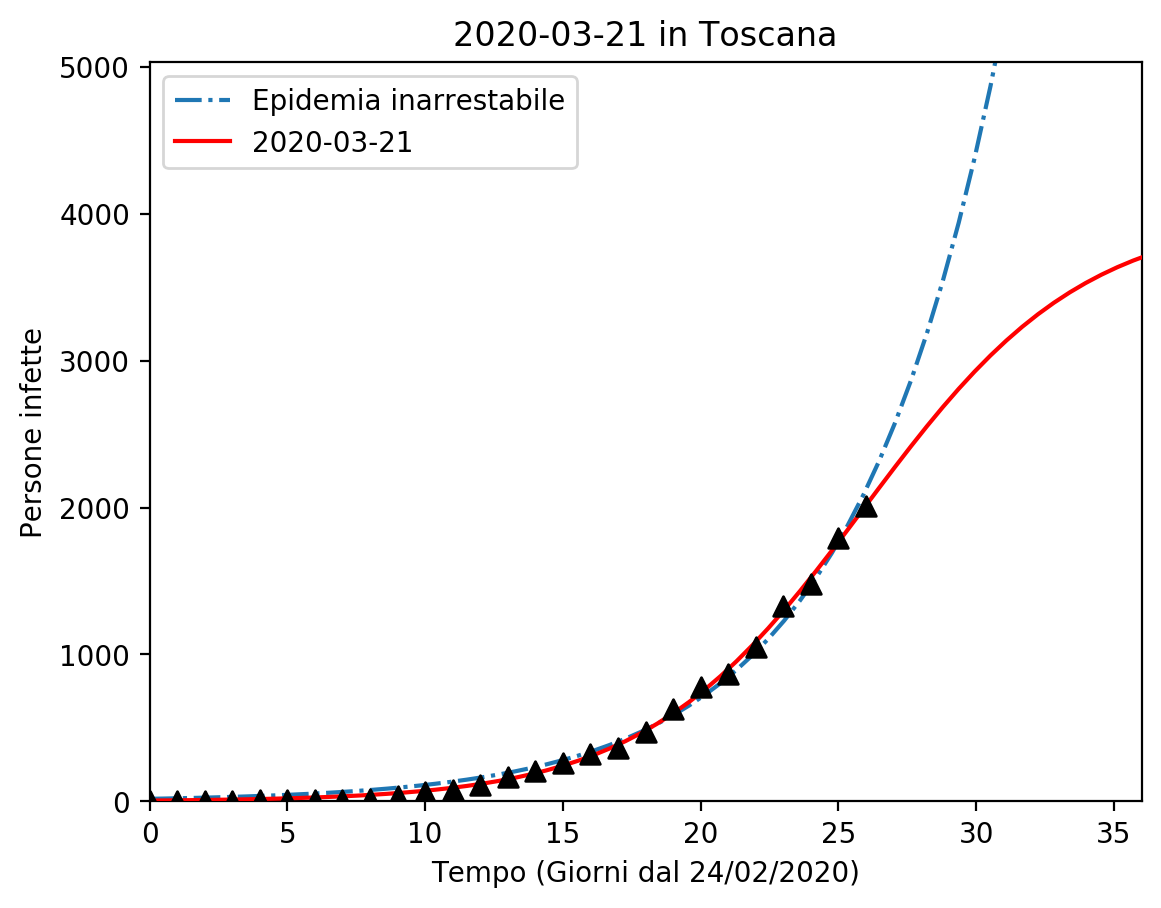 2020-03-21 in Toscana
Epidemia inarrestabile
2020-03-21
5000
4000
3000
2000
1000
0
Persone infette
0 5 10 15 20 25 30 35
Tempo (Giorni dal 24/02/2020)